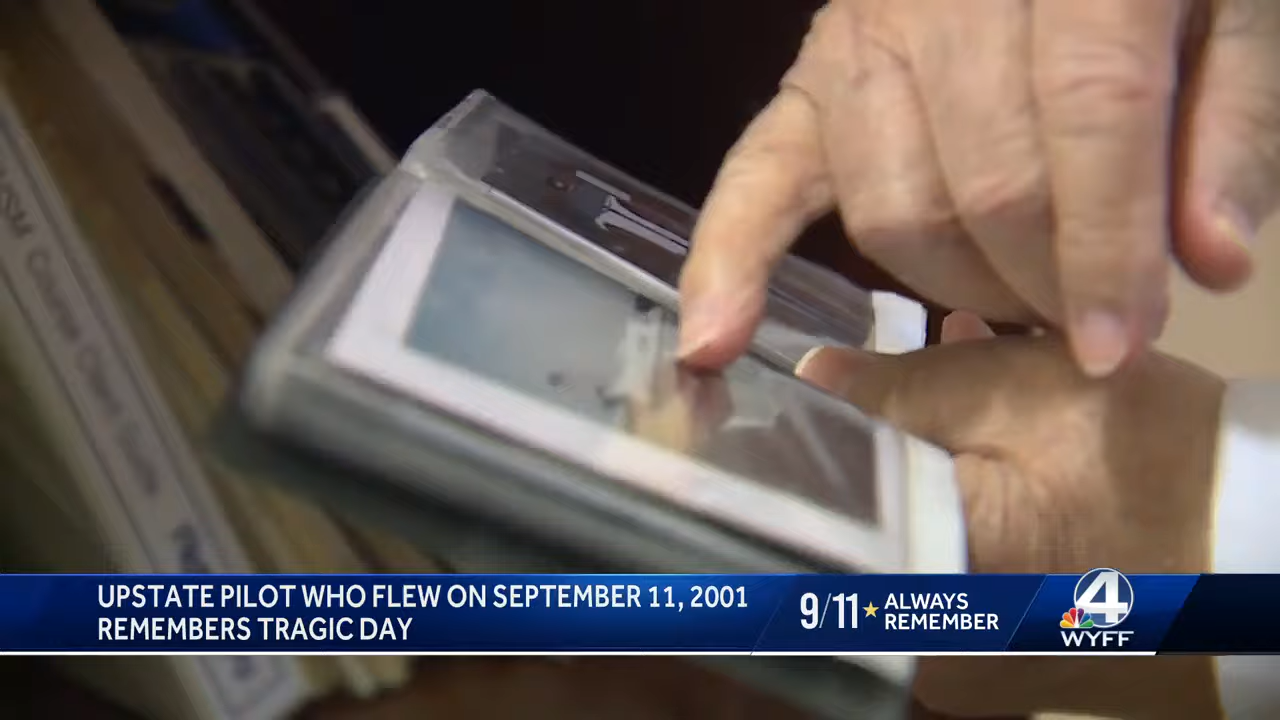 UPSTATE PILOT WHO FLEW ON SEPTEMBER 11, 2001
REMEMBERS TRAGIC DAY
9/11
ALWAYS
REMEMBER
4
WYFF